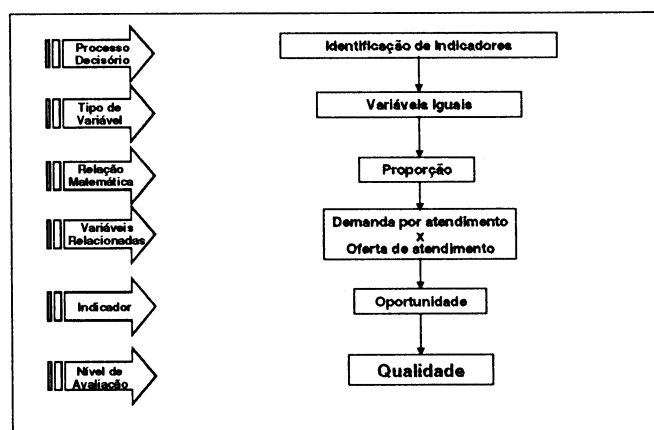 Processo
Decisório
Identificação de Indicadores
Tipo de
Variável
Variáveis Iguais
Relação
Matemática
Proporção
Variáveis
Relacionadas
Demanda por atendimento
X
Oferta de atendimento
Indicador
Oportunidade
Nível de
Avaliação
Qualidade